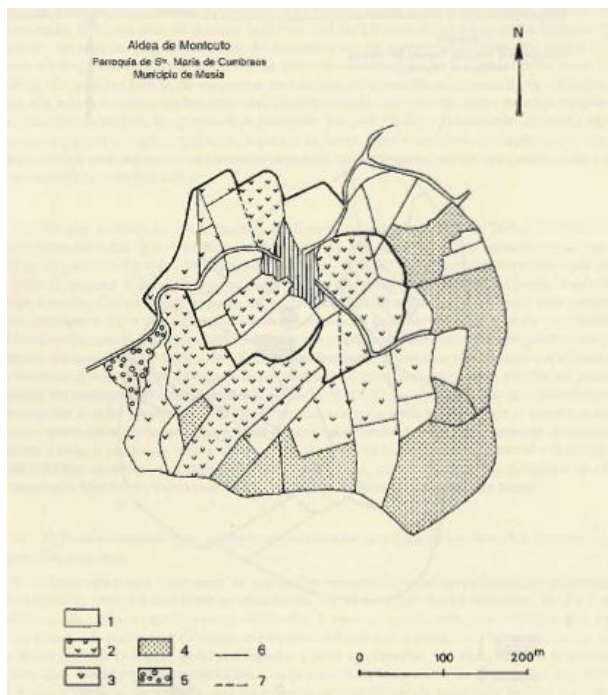 Aldea de Montouto
Parroquia de Sta. María de Cumbraos
Municipio de Mesía
N
1
2
3
4
5
6
7
0 100 200m